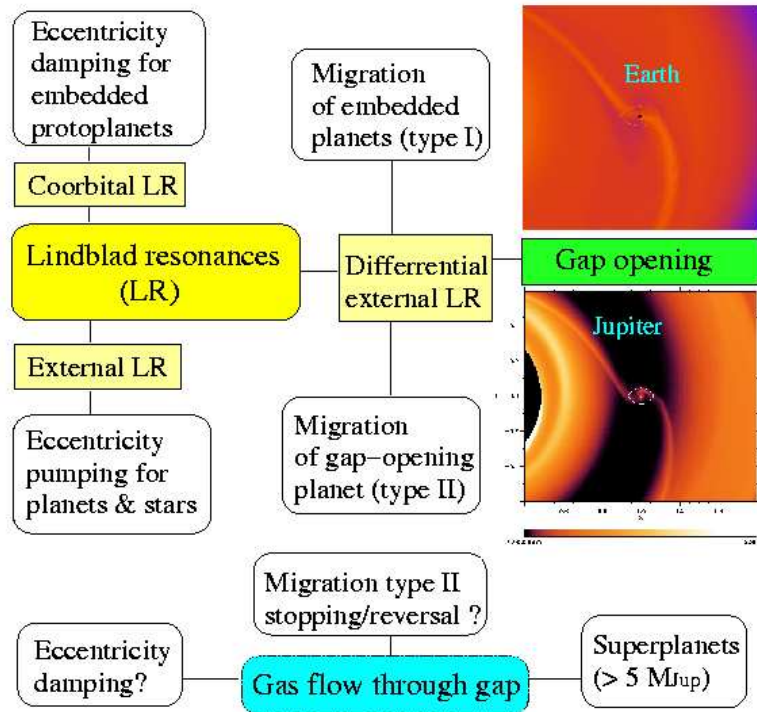 Eccentricity
damping for
embedded
protoplanets
Migration
of embedded
planets (type I)
Earth
Coorbital LR
Lindblad resonances
(LR)
Differrential
external LR
Gap opening
Jupiter
External LR
Eccentricity
pumping for
planets & stars
Migration
of gap-opening
planet (type II)
Migration type II
stopping/reversal ?
Eccentricity
damping?
Gas flow through gap
Superplanets
(> 5 MJup)